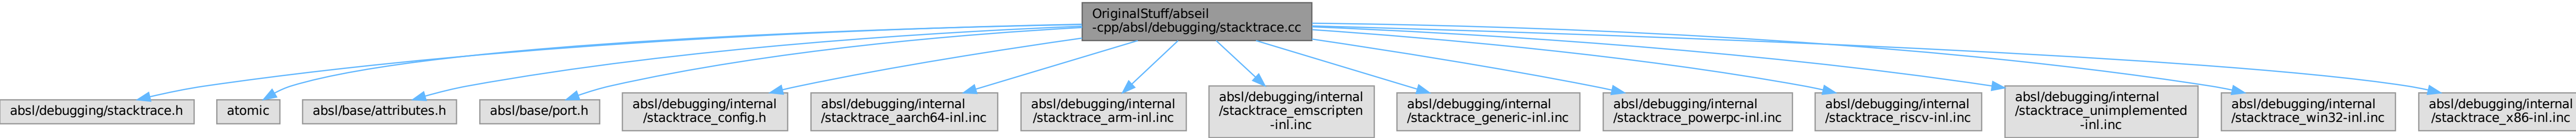 OriginalStuff/abseil
-cpp/absl/debugging/stacktrace.cc
absl/debugging/stacktrace.h
atomic
absl/base/attributes.h
absl/base/port.h
absl/debugging/internal
/stacktrace_config.h
absl/debugging/internal
/stacktrace_aarch64-inl.inc
absl/debugging/internal
/stacktrace_arm-inl.inc
absl/debugging/internal
/stacktrace_emscripten
-inl.inc
absl/debugging/internal
/stacktrace_generic-inl.inc
absl/debugging/internal
/stacktrace_powerpc-inl.inc
absl/debugging/internal
/stacktrace_riscv-inl.inc
absl/debugging/internal
/stacktrace_unimplemented
-inl.inc
absl/debugging/internal
/stacktrace_win32-inl.inc
absl/debugging/internal
/stacktrace_x86-inl.inc